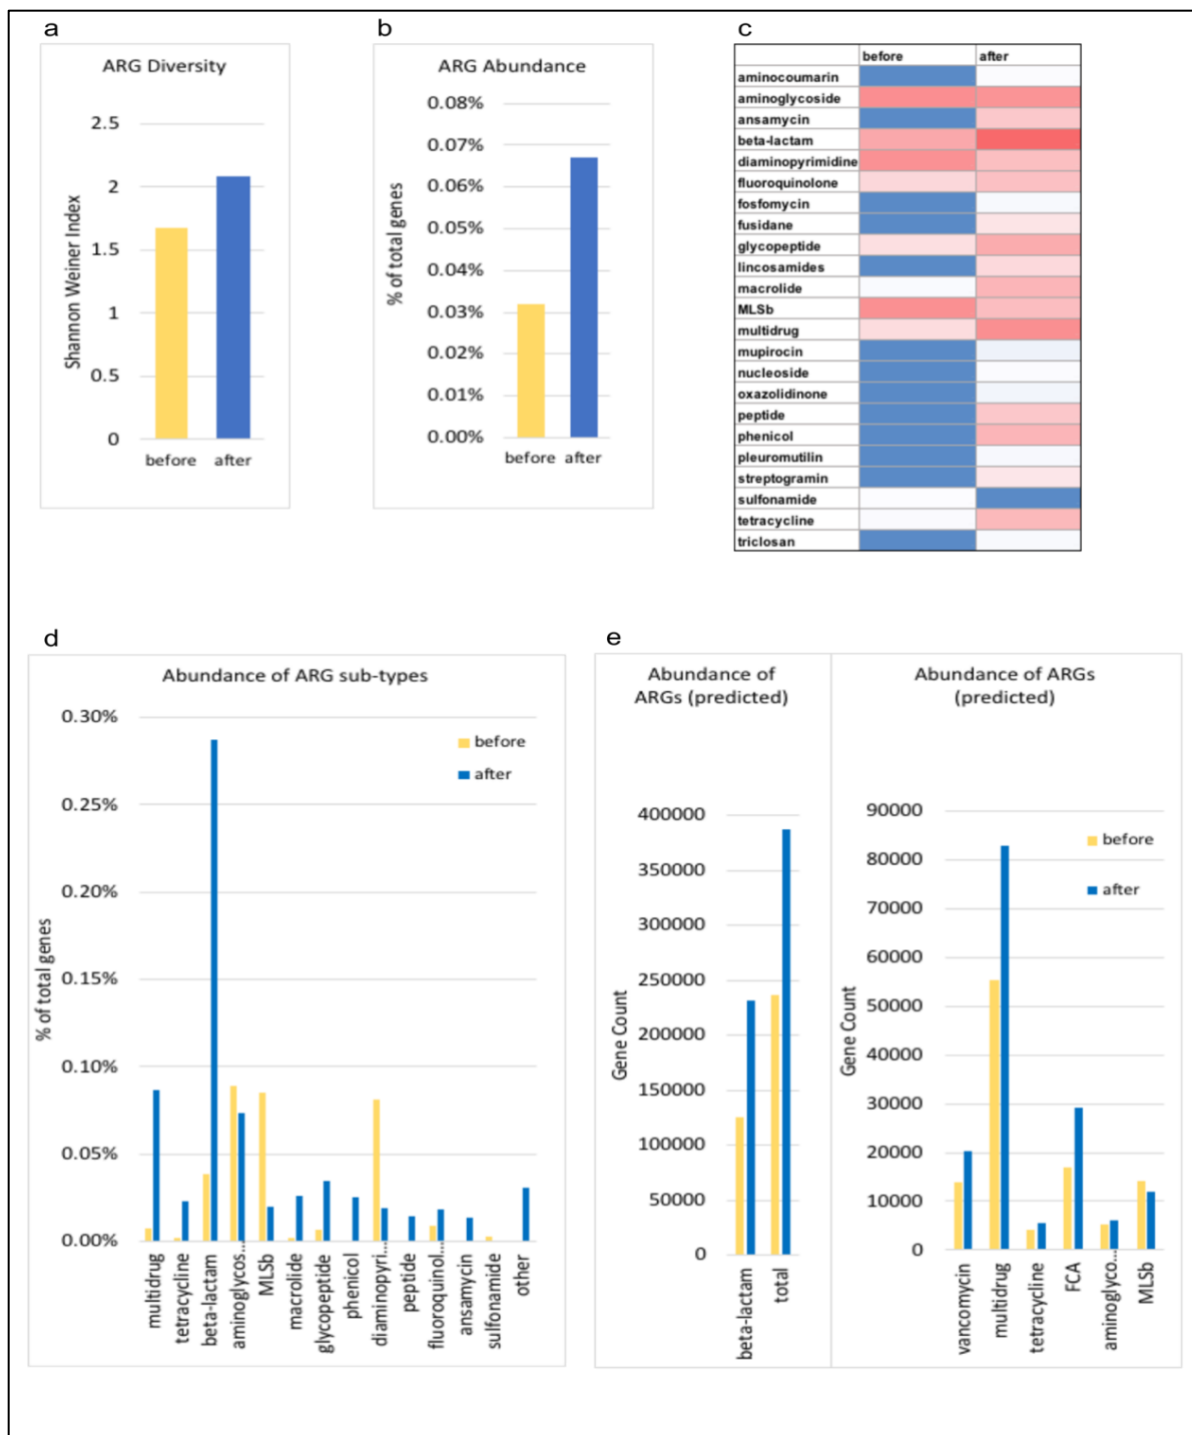 a
ARG Diversity
2.5
2
1.5
1
0.5
0
Shannon Weiner Index
before after
b
ARG Abundance
0.08%
0.07%
0.06%
0.05%
0.04%
0.03%
0.02%
0.01%
0.00%
% of total genes
before after
c
before after
aminocoumarin
aminoglycoside
ansamycin
beta-lactam
diaminopyrimidine
fluoroquinolone
fosfomycin
fusidane
glycopeptide
lincosamides
macrolide
MLSb
multidrug
mupirocin
nucleoside
oxazolidinone
peptide
phenicol
pleuromutilin
streptogramin
sulfonamide
tetracycline
triclosan
d
Abundance of ARG sub-types
0.30%
0.25%
0.20%
0.15%
0.10%
0.05%
0.00%
% of total genes
before
after
multidrug
tetracycline
beta-lactam
aminoglycos...
MLSb
macrolide
glycopeptide
phenicol
diaminopyri...
peptide
fluoroquinol...
ansamycin
sulfonamide
other
e
Abundance of
ARGs (predicted)
400000
350000
300000
250000
200000
150000
100000
50000
0
Gene Count
beta-lactam
total
Abundance of ARGs
(predicted)
90000
80000
70000
60000
50000
40000
30000
20000
10000
0
Gene Count
before
after
vancomycin
multidrug
tetracycline
FCA
aminoglyco...
MLSb